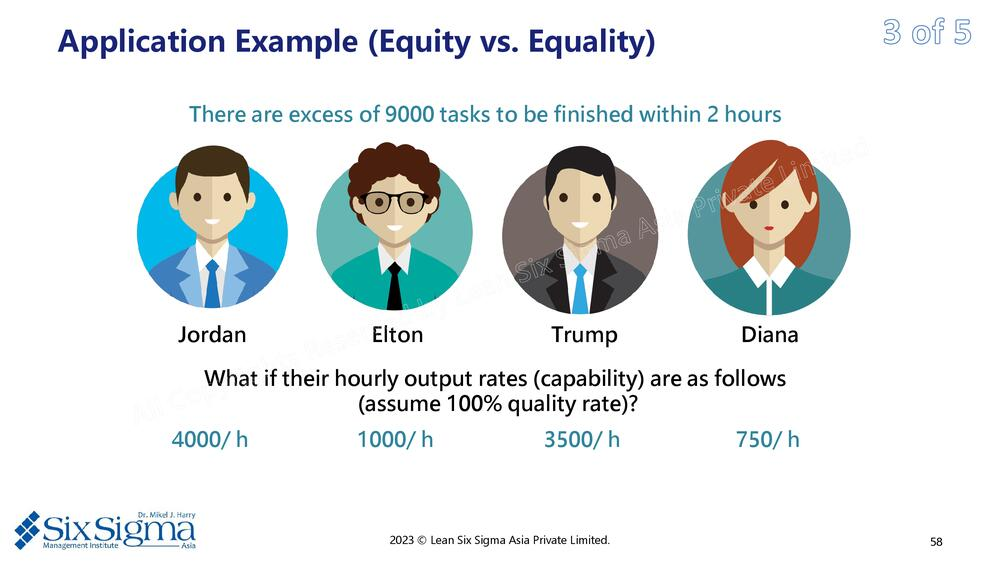 Application Example (Equity vs. Equality)
3 of 5
There are excess of 9000 tasks to be finished within 2 hours
Jordan
Elton
Trump
Diana
What if their hourly output rates (capability) are as follows
(assume 100% quality rate)?
4000/ h
1000/ h
3500/ h
750/ h
Dr. Mikel J. Harry
SixSigma
Management Institute
Asia
2023 © Lean Six Sigma Asia Private Limited.
58